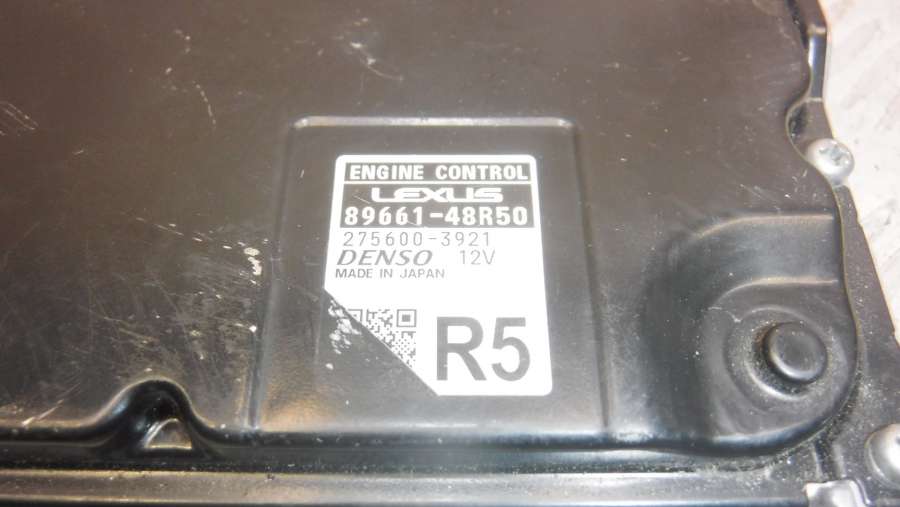 ENGINE CONTROL
LEXUS
89661-48R50
275600-3921
DENSO 12V
MADE IN JAPAN
R5